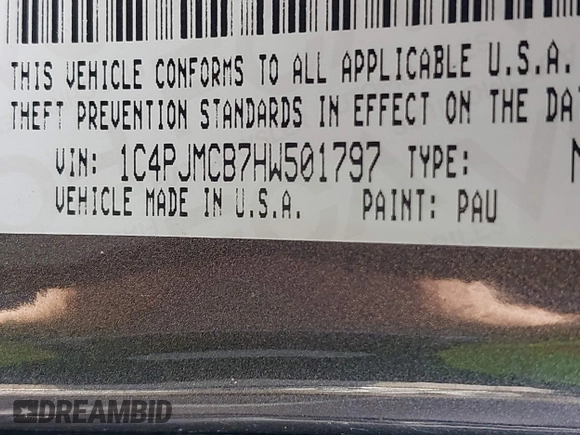 THIS VEHICLE CONFORMS TO ALL APPLICABLE U.S.A.
THEFT PREVENTION STANDARDS IN EFFECT ON THE DA
VIN: 1C4PJMCB7HW501797 TYPE:
VEHICLE MADE IN U.S.A. PAINT: PAU
DREAMBID